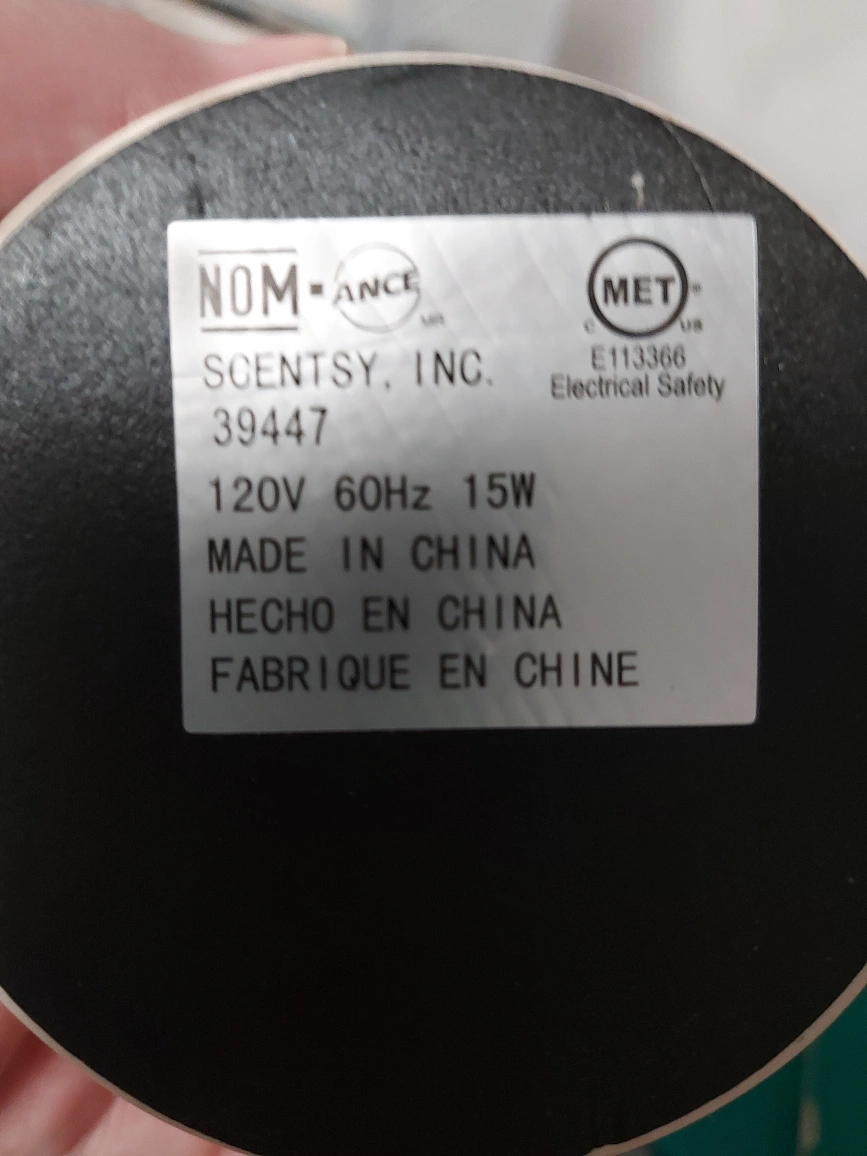 NOM-ANCE
MET
c us
E113366
Electrical Safety
SCENTSY, INC.
39447
120V 60Hz 15W
MADE IN CHINA
HECHO EN CHINA
FABRIQUE EN CHINE